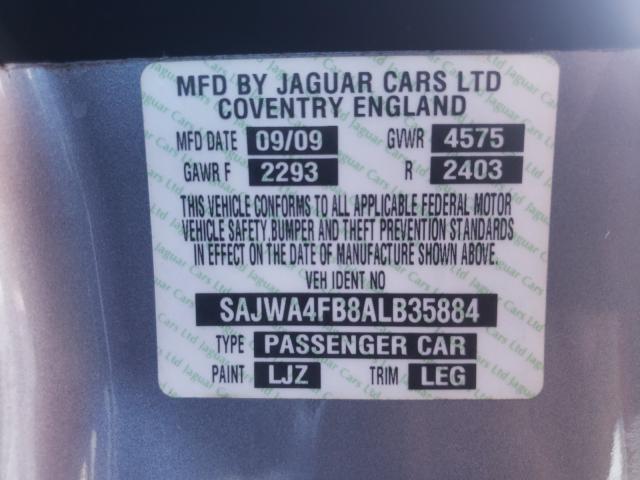 MFD BY JAGUAR CARS LTD
COVENTRY ENGLAND
MFD DATE 09/09 GVWR 4575
GAWR F 2293 R 2403
THIS VEHICLE CONFORMS TO ALL APPLICABLE FEDERAL MOTOR
VEHICLE SAFETY,BUMPER AND THEFT PREVENTION STANDARDS
IN EFFECT ON THE DATE OF MANUFACTURE SHOWN ABOVE.
VEH IDENT NO
SAJWA4FB8ALB35884
TYPE PASSENGER CAR
PAINT LJZ TRIM LEG